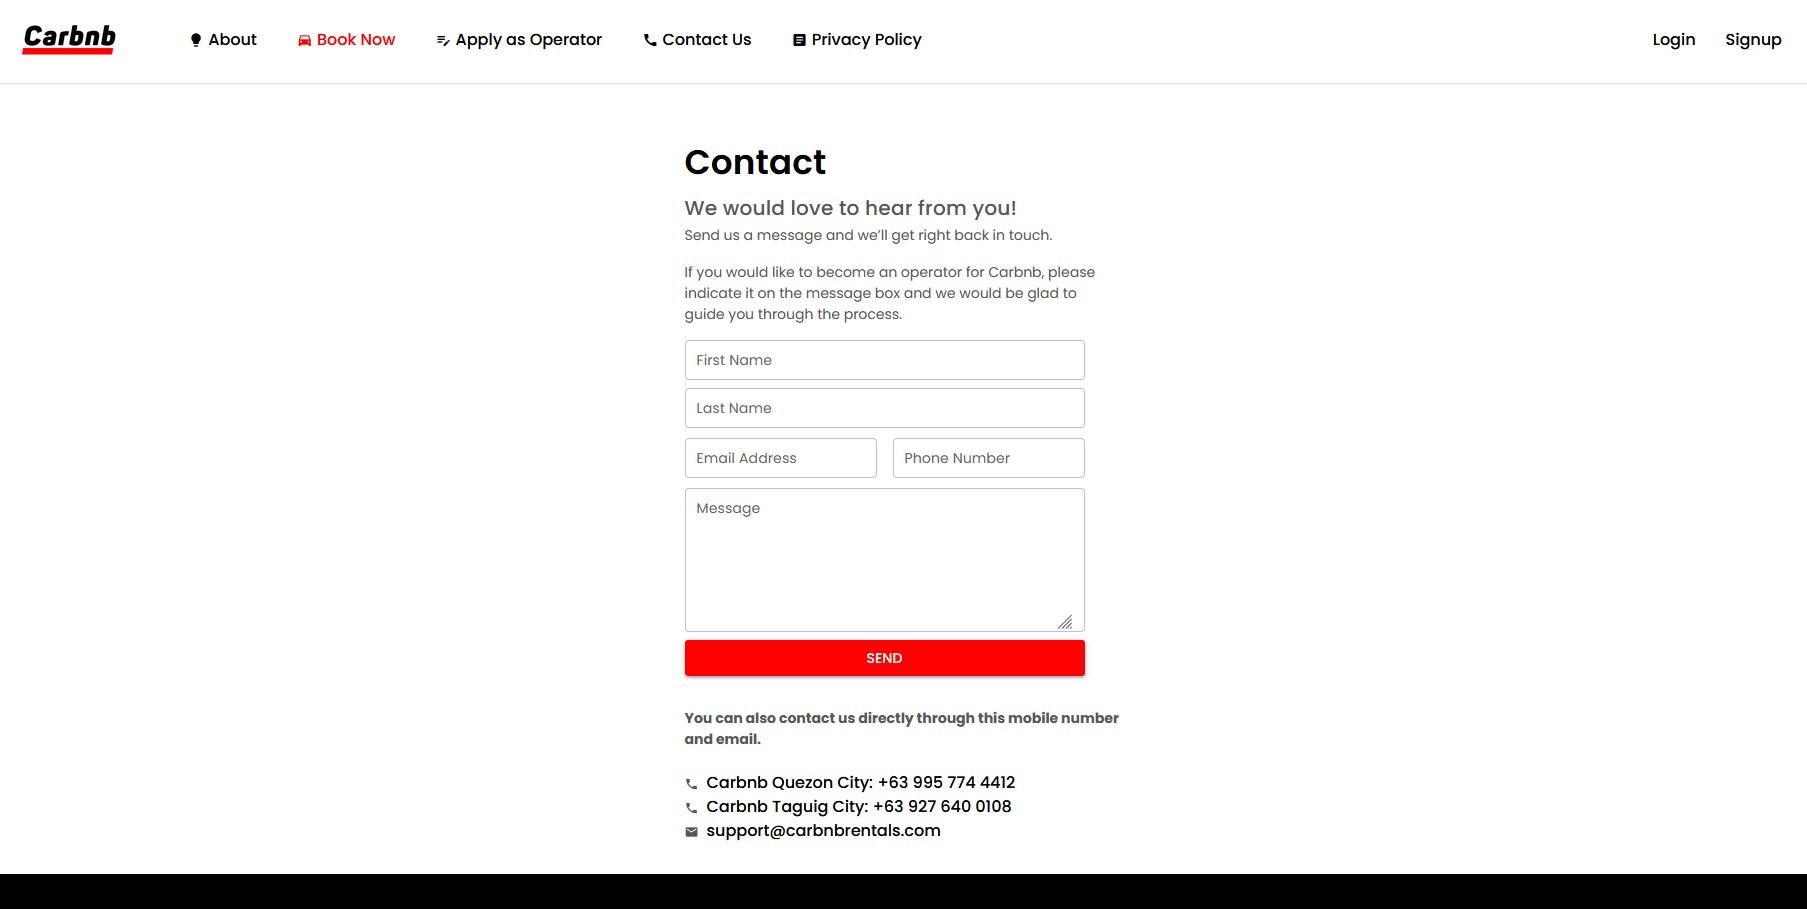 Carbnb
About
Book Now
Apply as Operator
Contact Us
Privacy Policy
Login
Signup
Contact
We would love to hear from you!
Send us a message and we’ll get right back in touch.
If you would like to become an operator for Carbnb, please
indicate it on the message box and we would be glad to
guide you through the process.
First Name
Last Name
Email Address
Phone Number
Message
SEND
You can also contact us directly through this mobile number
and email.
Carbnb Quezon City: +63 995 774 4412
Carbnb Taguig City: +63 927 640 0108
support@carbnbrentals.com